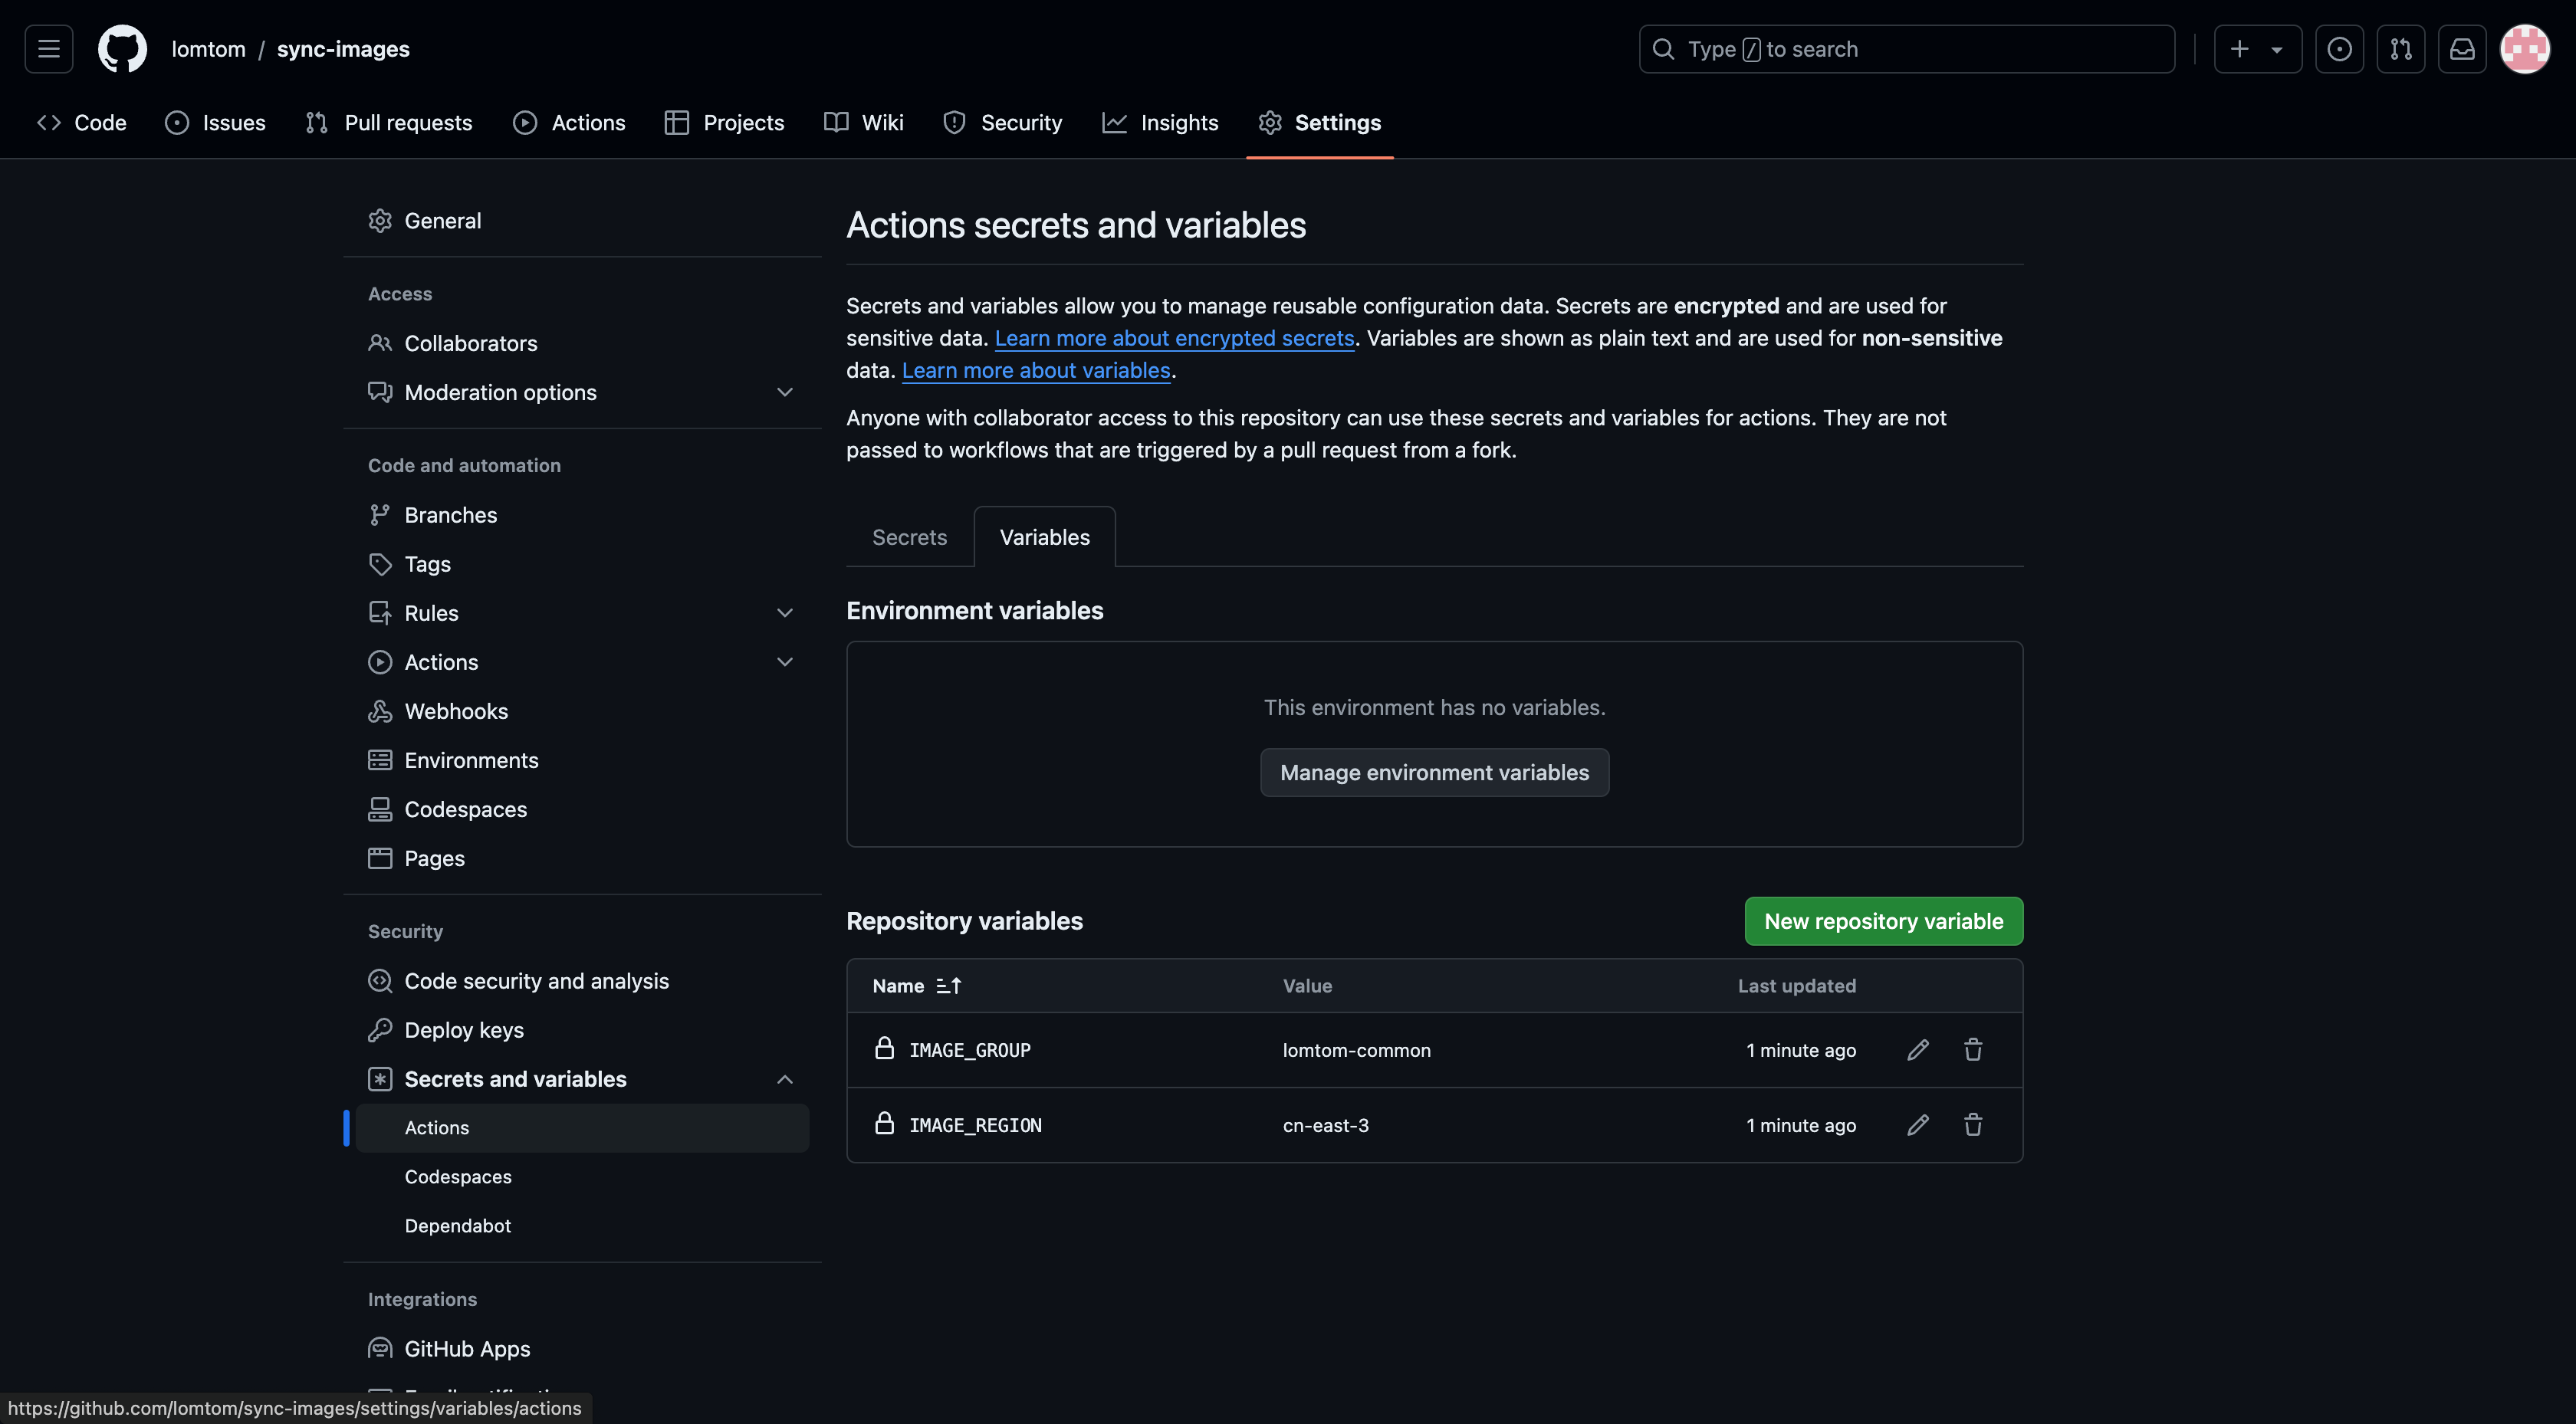 lomtom / sync-images
Type / to search
Code
Issues
Pull requests
Actions
Projects
Wiki
Security
Insights
Settings
General
Access
Collaborators
Moderation options
Code and automation
Branches
Tags
Rules
Actions
Webhooks
Environments
Codespaces
Pages
Security
Code security and analysis
Deploy keys
Secrets and variables
Actions
Codespaces
Dependabot
Integrations
GitHub Apps
https://github.com/lomtom/sync-images/settings/variables/actions
Actions secrets and variables
Secrets and variables allow you to manage reusable configuration data. Secrets are encrypted and are used for
sensitive data. Learn more about encrypted secrets. Variables are shown as plain text and are used for non-sensitive
data. Learn more about variables.
Anyone with collaborator access to this repository can use these secrets and variables for actions. They are not
passed to workflows that are triggered by a pull request from a fork.
Secrets
Variables
Environment variables
This environment has no variables.
Manage environment variables
Repository variables
New repository variable
Name Value Last updated
IMAGE_GROUP lomtom-common 1 minute ago
IMAGE_REGION cn-east-3 1 minute ago